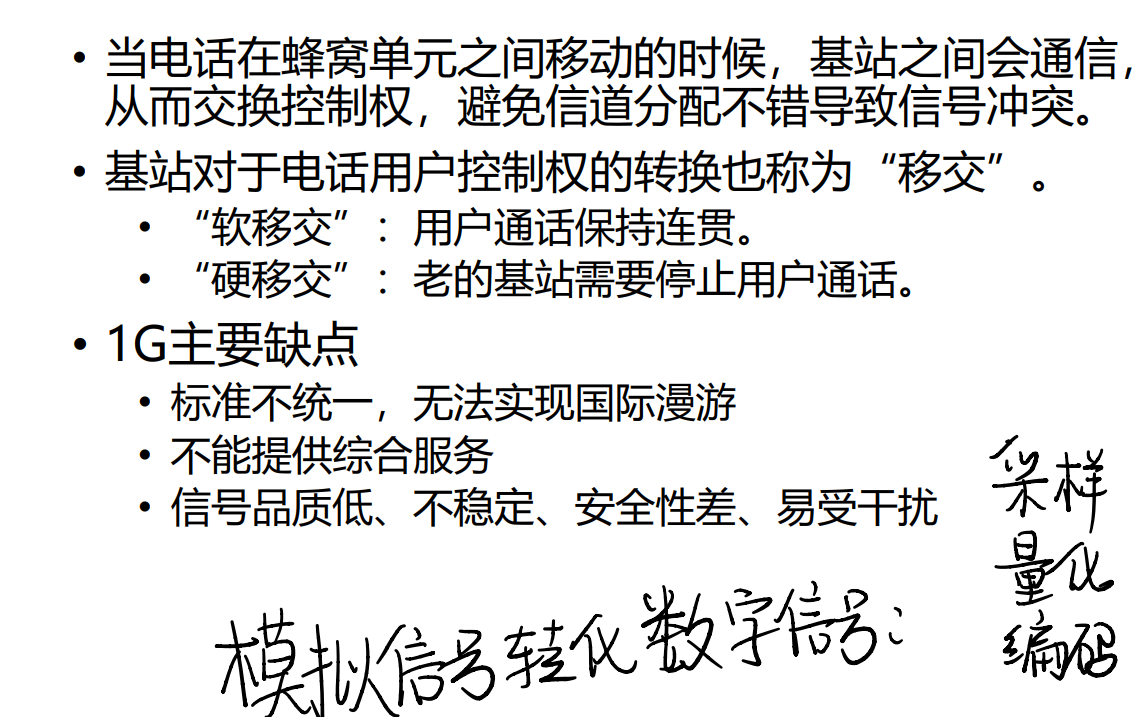 • 当电话在蜂窝单元之间移动的时候，基站之间会通信，
从而交换控制权，避免信道分配不错导致信号冲突。
• 基站对于电话用户控制权的转换也称为“移交”。
• “软移交”：用户通话保持连贯。
• “硬移交”：老的基站需要停止用户通话。
• 1G主要缺点
• 标准不统一，无法实现国际漫游
• 不能提供综合服务
• 信号品质低、不稳定、安全性差、易受干扰
模拟信号转化数字信号：
采样
量化
编码